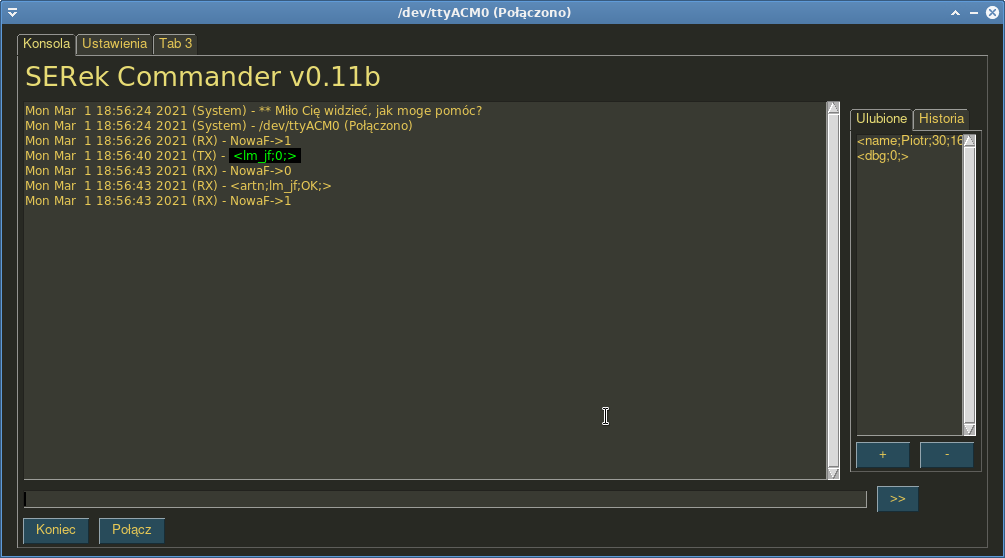 /dev/ttyACM0 (Połączono)
Konsola Ustawienia Tab 3
SERek Commander v0.11b
Mon Mar 1 18:56:24 2021 (System) - ** Miło Cię widzieć, jak moge pomóc?
Mon Mar 1 18:56:24 2021 (System) - /dev/ttyACM0 (Połączono)
Mon Mar 1 18:56:26 2021 (RX) - NowaF->1
Mon Mar 1 18:56:40 2021 (TX) - <lm_jf;0;>
Mon Mar 1 18:56:43 2021 (RX) - NowaF->0
Mon Mar 1 18:56:43 2021 (RX) - <artn;lm_jf;OK;>
Mon Mar 1 18:56:43 2021 (RX) - NowaF->1
Ulubione Historia
<name;Piotr;30;16
<dbg;0;>
+ -
>>
Koniec Połącz